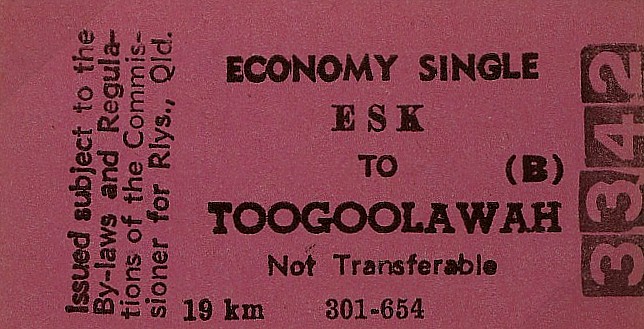 Issued subject to the
By-laws and Regula-
tions of the Commis-
sioner for Rlys., Qld.
ECONOMY SINGLE
ESK
TO (B)
TOOGOOLAWAH
Not Transferable
19 km 301-654
3342